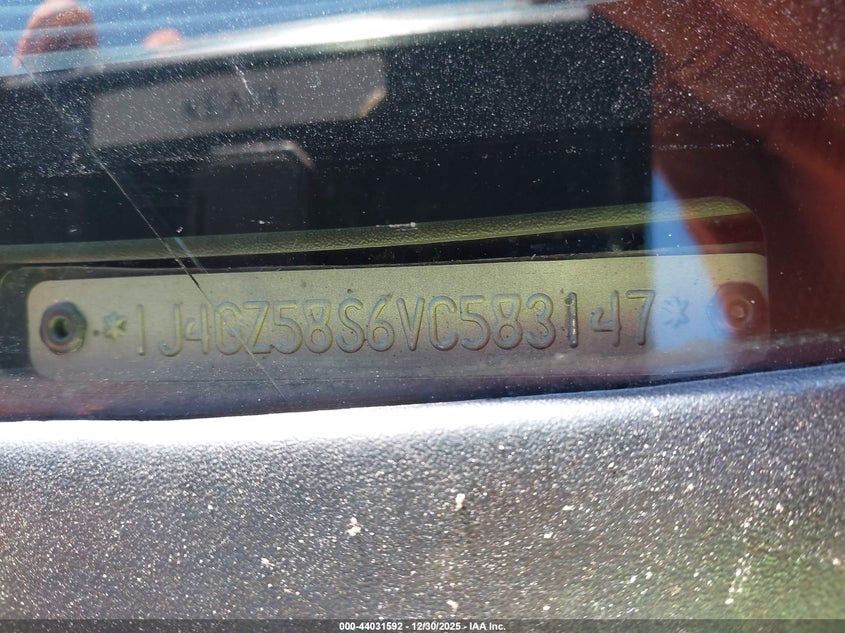 *1J4GZ58S6VC583147*
000-44031592 | 12/30/2025 - IAA Inc.